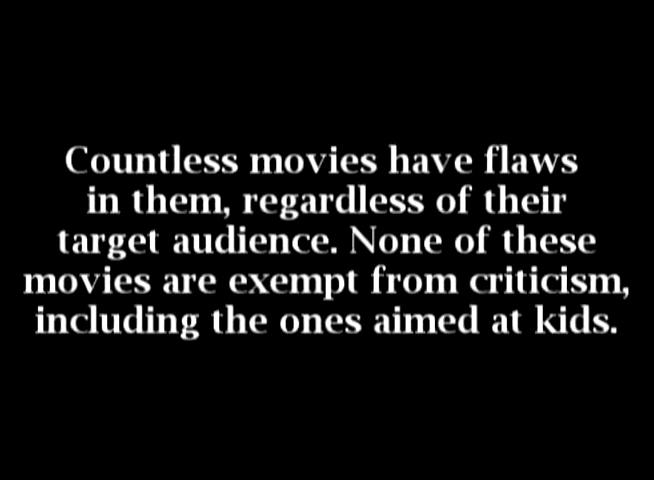 Countless movies have flaws
in them, regardless of their
target audience. None of these
movies are exempt from criticism,
including the ones aimed at kids.